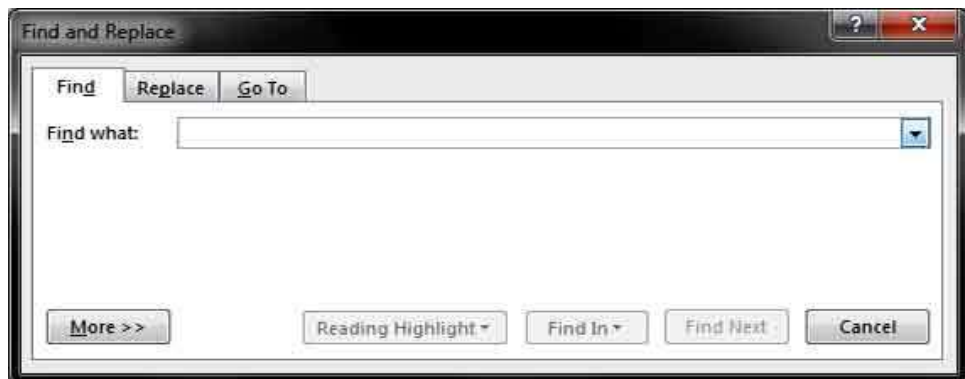 Find and Replace ?
Find Replace Go To
Find what:
More >> Reading Highlight Find In Find Next Cancel